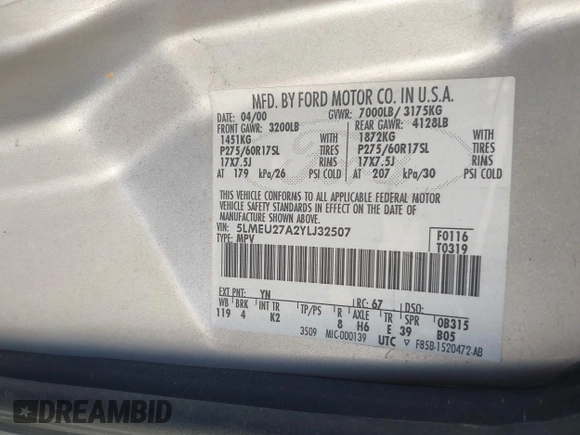 MFD. BY FORD MOTOR CO. IN U.S.A.
DATE: 04/00 GVWR: 7000LB/ 3175KG
FRONT GAWR: 3200LB REAR GAWR: 4128LB
1451KG 1872KG
P275/60R17SL TIRES P275/60R17SL TIRES
17X7.5J RIMS 17X7.5J RIMS
AT 179 kPa/26 PSI COLD AT 207 kPa/30 PSI COLD
THIS VEHICLE CONFORMS TO ALL APPLICABLE FEDERAL MOTOR
VEHICLE SAFETY STANDARDS IN EFFECT ON THE DATE OF
MANUFACTURE SHOWN ABOVE.
VIN: 5LMEU27A2YLJ32507 F0116
TYPE: MPV T0319
EXT PNT: YN RC: 67 DSO:
WB BRK INT TR TP/PS R AXLE TR SPR 0B315
119 4 K2 8 H6 E 39 B05
3509 MIC-000139 UTC ▽ F85B-1520472-AB
DREAMBID